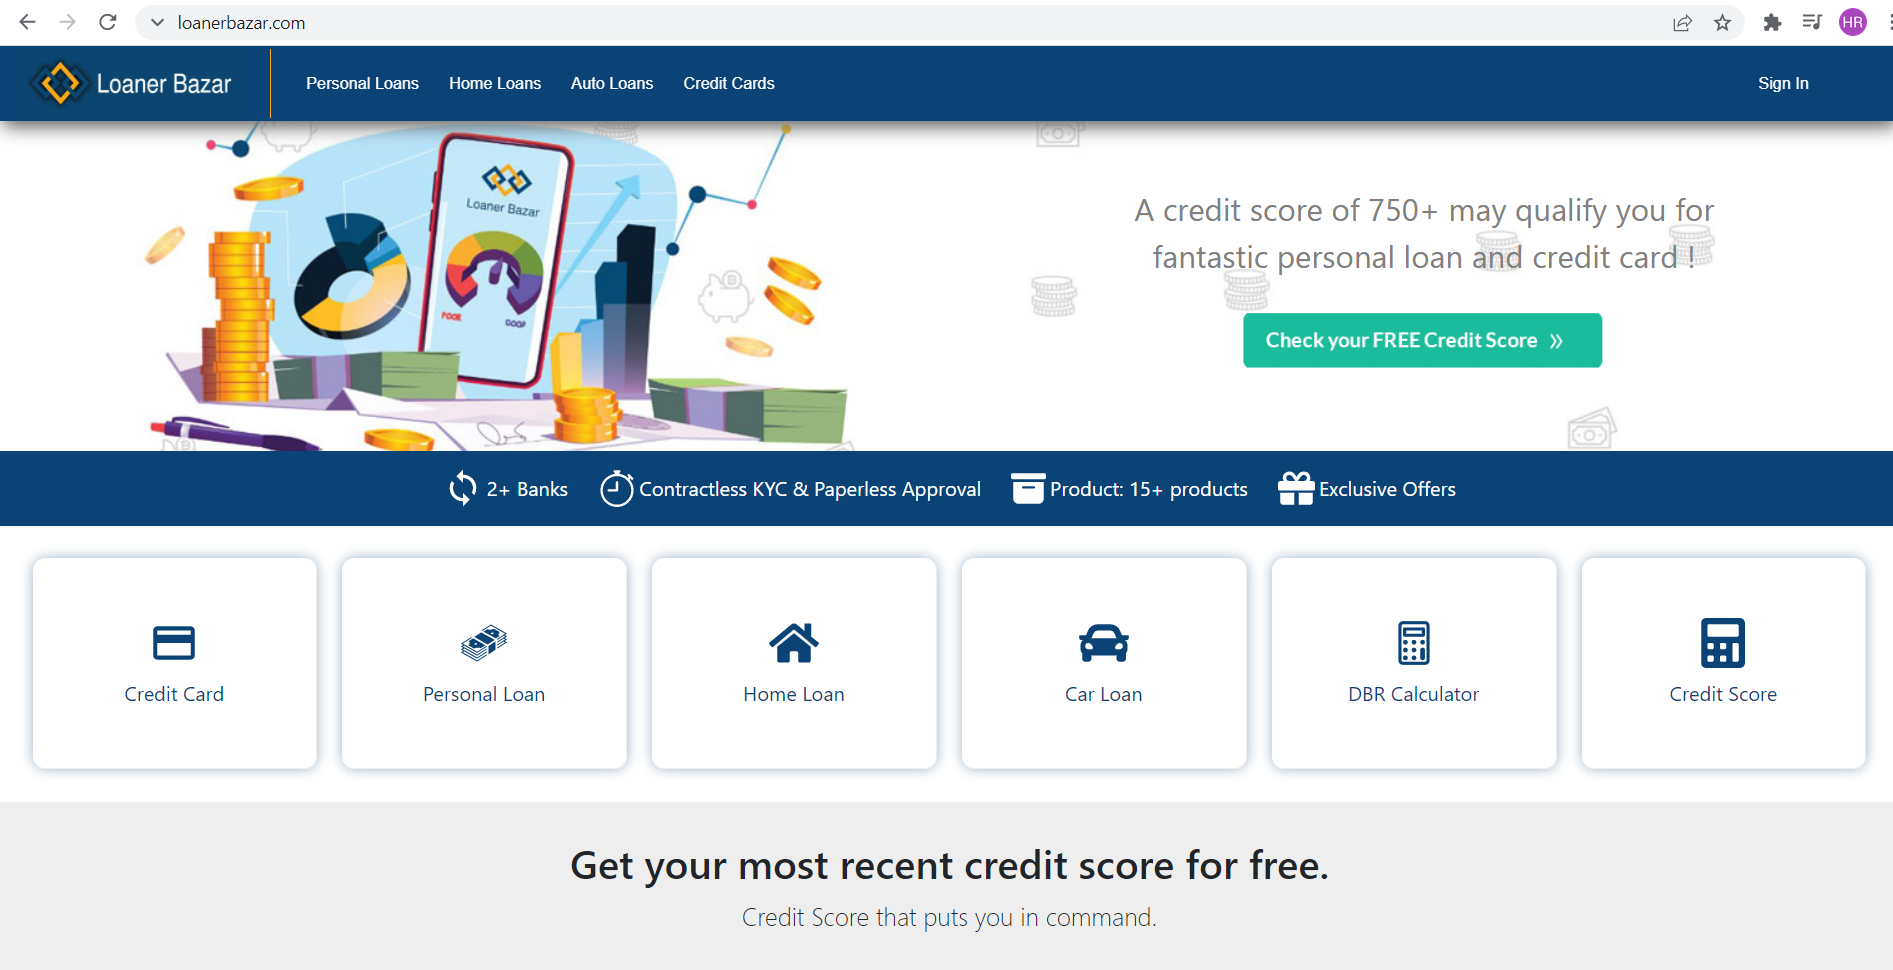 loanerbazar.com
HR
Loaner Bazar
Personal Loans
Home Loans
Auto Loans
Credit Cards
Sign In
Loaner Bazar
POOR
GOOP
A credit score of 750+ may qualify you for
fantastic personal loan and credit card !
Check your FREE Credit Score »
2+ Banks
Contractless KYC & Paperless Approval
Product: 15+ products
Exclusive Offers
Credit Card
Personal Loan
Home Loan
Car Loan
DBR Calculator
Credit Score
Get your most recent credit score for free.
Credit Score that puts you in command.